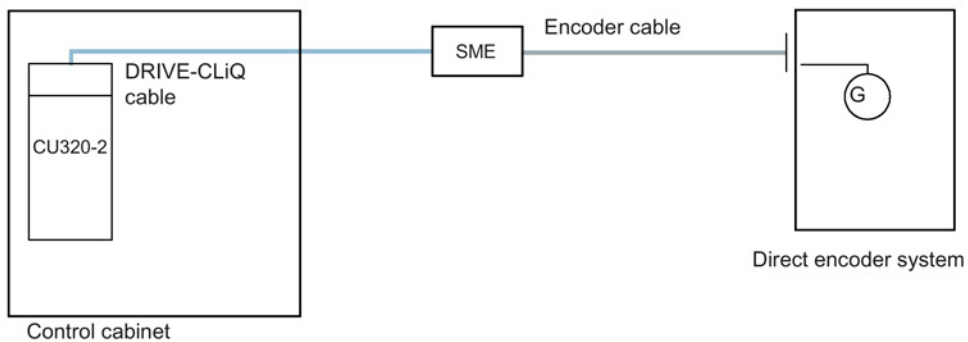 DRIVE-CLiQ
cable
CU320-2
SME
Encoder cable
G
Direct encoder system
Control cabinet